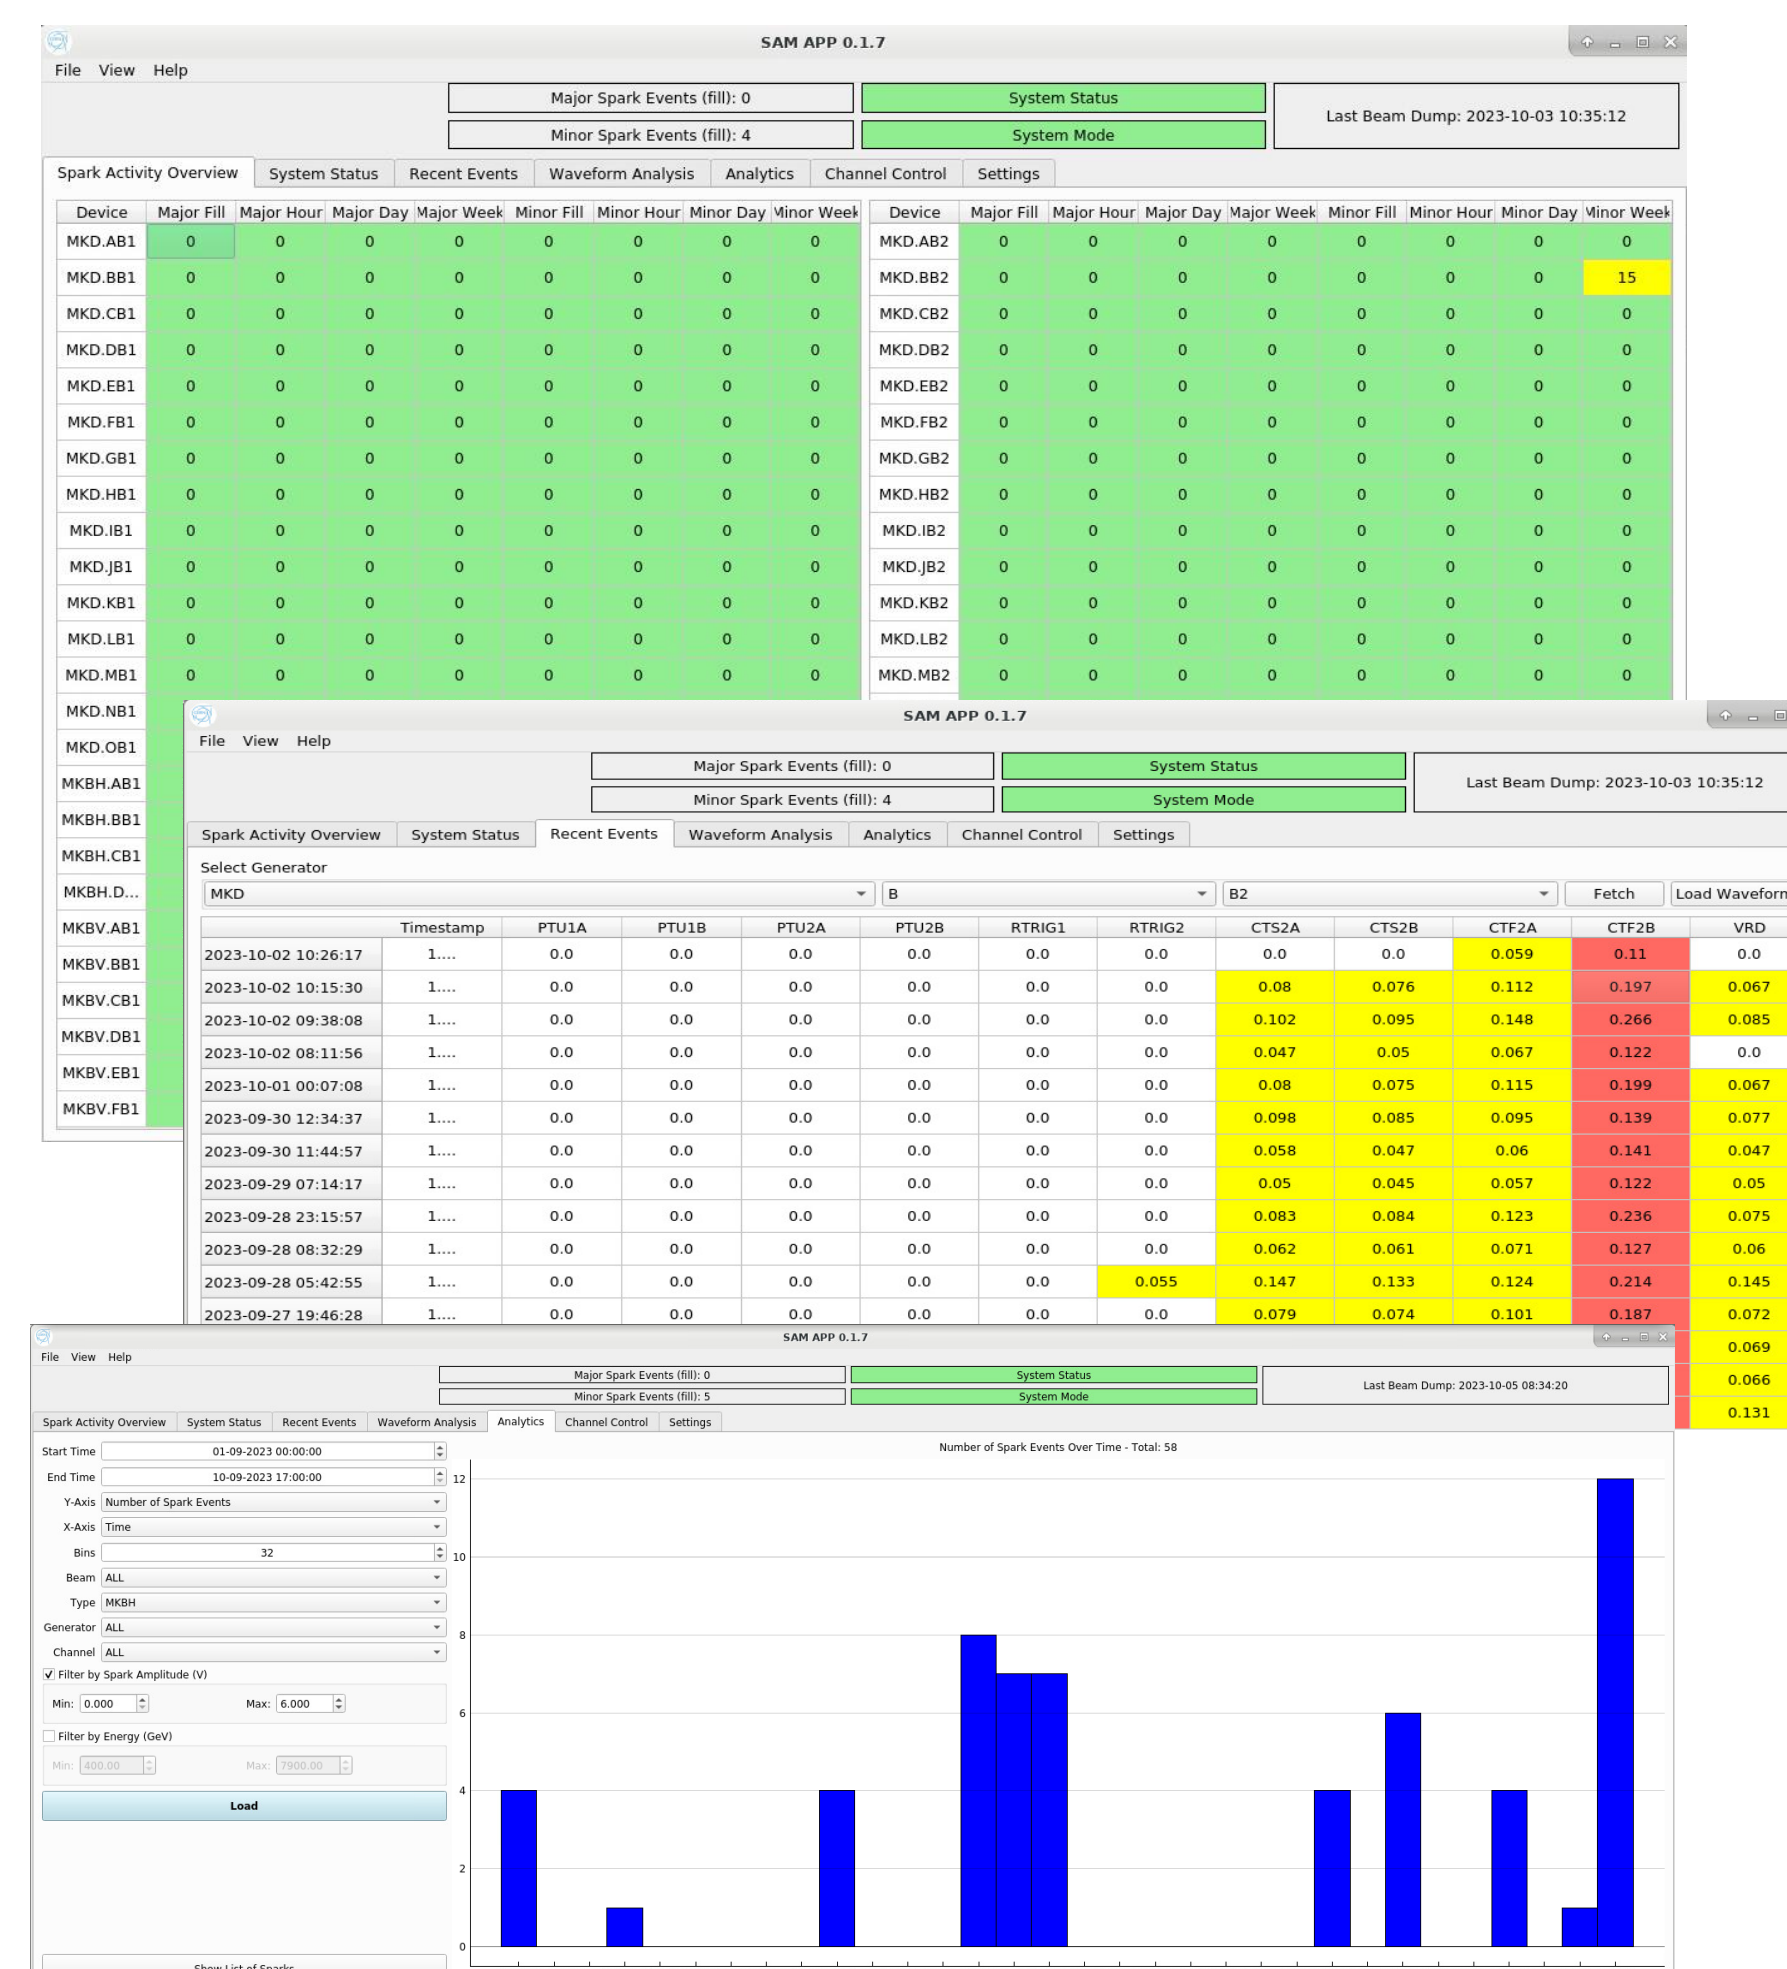 SAM APP 0.1.7
File View Help
Major Spark Events (fill): 0 System Status Last Beam Dump: 2023-10-03 10:35:12
Minor Spark Events (fill): 4 System Mode
Spark Activity Overview System Status Recent Events Waveform Analysis Analytics Channel Control Settings
Device Major Fill Major Hour Major Day Major Week Minor Fill Minor Hour Minor Day Minor Week Device Major Fill Major Hour Major Day Major Week Minor Fill Minor Hour Minor Day Minor Week
MKD.AB1 0 0 0 0 0 0 0 0 MKD.AB2 0 0 0 0 0 0 0 0
MKD.BB1 0 0 0 0 0 0 0 0 MKD.BB2 0 0 0 0 0 0 0 15
MKD.CB1 0 0 0 0 0 0 0 0 MKD.CB2 0 0 0 0 0 0 0 0
MKD.DB1 0 0 0 0 0 0 0 0 MKD.DB2 0 0 0 0 0 0 0 0
MKD.EB1 0 0 0 0 0 0 0 0 MKD.EB2 0 0 0 0 0 0 0 0
MKD.FB1 0 0 0 0 0 0 0 0 MKD.FB2 0 0 0 0 0 0 0 0
MKD.GB1 0 0 0 0 0 0 0 0 MKD.GB2 0 0 0 0 0 0 0 0
MKD.HB1 0 0 0 0 0 0 0 0 MKD.HB2 0 0 0 0 0 0 0 0
MKD.IB1 0 0 0 0 0 0 0 0 MKD.IB2 0 0 0 0 0 0 0 0
MKD.JB1 0 0 0 0 0 0 0 0 MKD.JB2 0 0 0 0 0 0 0 0
MKD.KB1 0 0 0 0 0 0 0 0 MKD.KB2 0 0 0 0 0 0 0 0
MKD.LB1 0 0 0 0 0 0 0 0 MKD.LB2 0 0 0 0 0 0 0 0
MKD.MB1 0 0 0 0 0 0 0 0 MKD.MB2 0 0 0 0 0 0 0 0
MKD.NB1
MKD.OB1
MKBH.AB1
MKBH.BB1
MKBH.CB1
MKBH.D...
MKBV.AB1
MKBV.BB1
MKBV.CB1
MKBV.DB1
MKBV.EB1
MKBV.FB1
SAM APP 0.1.7
File View Help
Major Spark Events (fill): 0 System Status Last Beam Dump: 2023-10-03 10:35:12
Minor Spark Events (fill): 4 System Mode
Spark Activity Overview System Status Recent Events Waveform Analysis Analytics Channel Control Settings
Select Generator
MKD B B2 Fetch Load Waveform
Timestamp PTU1A PTU1B PTU2A PTU2B RTRIG1 RTRIG2 CTS2A CTS2B CTF2A CTF2B VRD
2023-10-02 10:26:17 1.... 0.0 0.0 0.0 0.0 0.0 0.0 0.0 0.0 0.059 0.11 0.0
2023-10-02 10:15:30 1.... 0.0 0.0 0.0 0.0 0.0 0.0 0.08 0.076 0.112 0.197 0.067
2023-10-02 09:38:08 1.... 0.0 0.0 0.0 0.0 0.0 0.0 0.102 0.095 0.148 0.266 0.085
2023-10-02 08:11:56 1.... 0.0 0.0 0.0 0.0 0.0 0.0 0.047 0.05 0.067 0.122 0.0
2023-10-01 00:07:08 1.... 0.0 0.0 0.0 0.0 0.0 0.0 0.08 0.075 0.115 0.199 0.067
2023-09-30 12:34:37 1.... 0.0 0.0 0.0 0.0 0.0 0.0 0.098 0.085 0.095 0.139 0.077
2023-09-30 11:44:57 1.... 0.0 0.0 0.0 0.0 0.0 0.0 0.058 0.047 0.06 0.141 0.047
2023-09-29 07:14:17 1.... 0.0 0.0 0.0 0.0 0.0 0.0 0.05 0.045 0.057 0.122 0.05
2023-09-28 23:15:57 1.... 0.0 0.0 0.0 0.0 0.0 0.0 0.083 0.084 0.123 0.236 0.075
2023-09-28 08:32:29 1.... 0.0 0.0 0.0 0.0 0.0 0.0 0.062 0.061 0.071 0.127 0.06
2023-09-28 05:42:55 1.... 0.0 0.0 0.0 0.0 0.0 0.055 0.147 0.133 0.124 0.214 0.145
2023-09-27 19:46:28 1.... 0.0 0.0 0.0 0.0 0.0 0.0 0.079 0.074 0.101 0.187 0.072
0.069
0.066
0.131
SAM APP 0.1.7
File View Help
Major Spark Events (fill): 0 System Status Last Beam Dump: 2023-10-05 08:34:20
Minor Spark Events (fill): 5 System Mode
Spark Activity Overview System Status Recent Events Waveform Analysis Analytics Channel Control Settings
Start Time 01-09-2023 00:00:00
End Time 10-09-2023 17:00:00
Y-Axis Number of Spark Events
X-Axis Time
Bins 32
Beam ALL
Type MKBH
Generator ALL
Channel ALL
Filter by Spark Amplitude (V)
Min: 0.000 Max: 6.000
Filter by Energy (GeV)
Min: 400.00 Max: 7900.00
Load
Show List of Sparks
Number of Spark Events Over Time - Total: 58
12
10
8
6
4
2
0